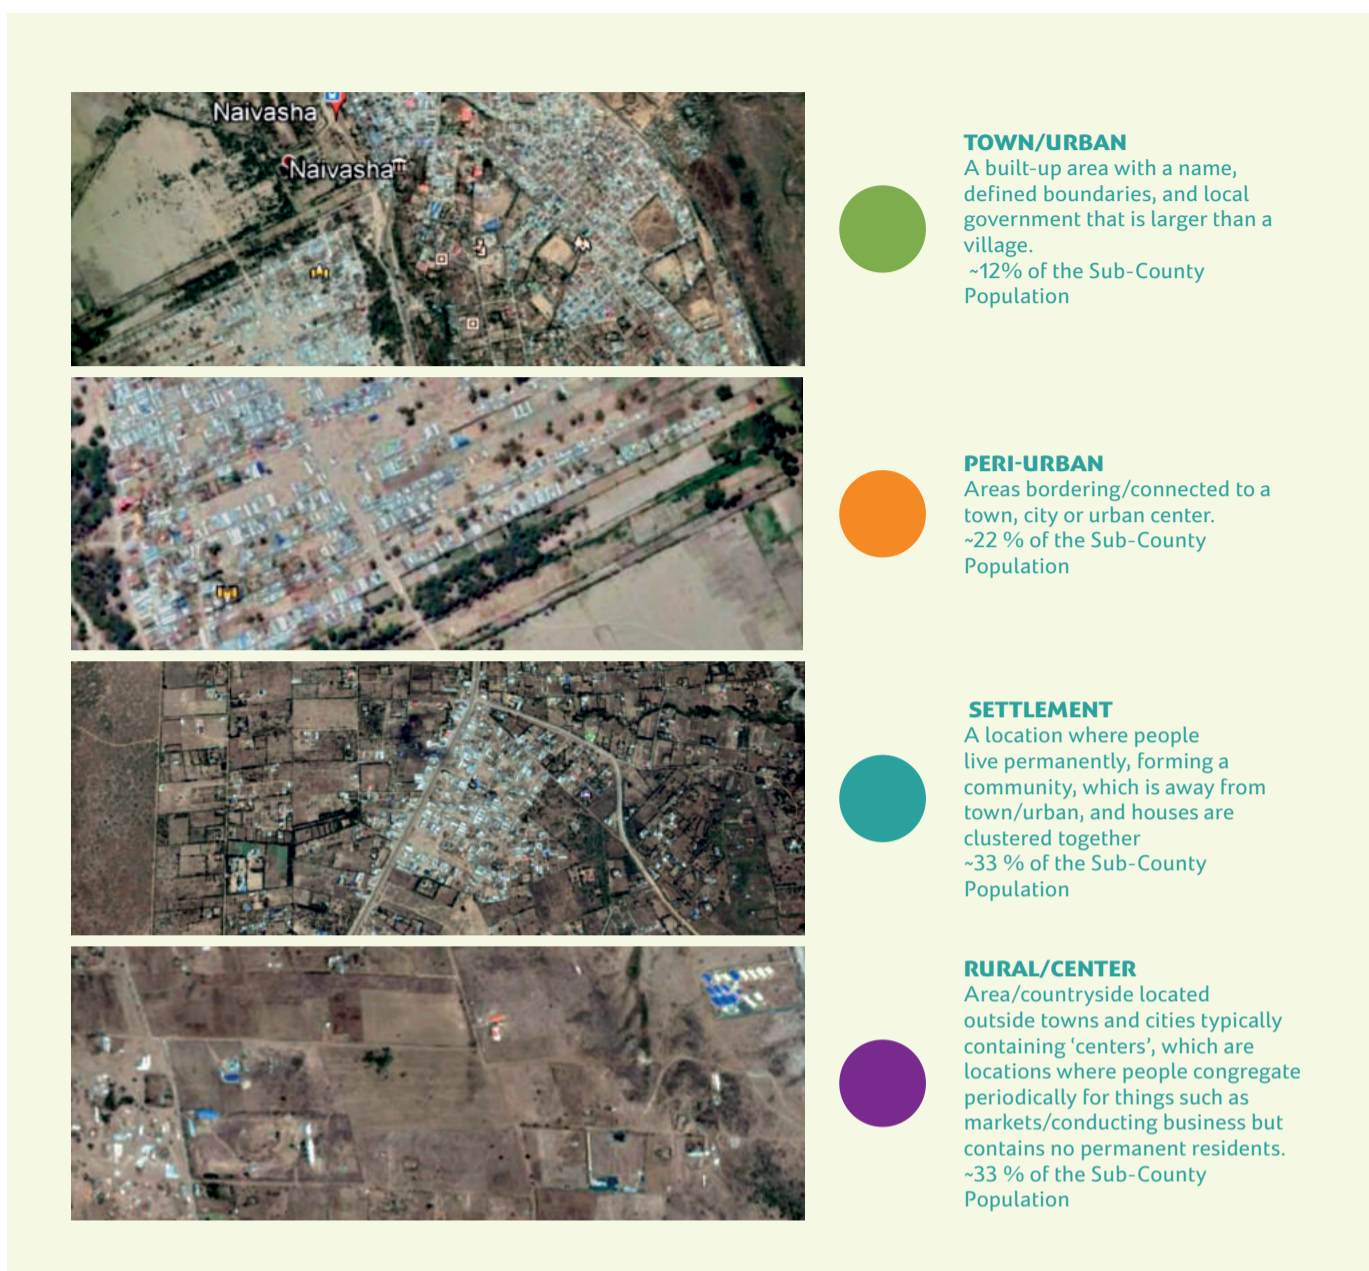 Naivasha
Naivasha
TOWN/URBAN
A built-up area with a name,
defined boundaries, and local
government that is larger than a
village.
~12% of the Sub-County
Population
PERI-URBAN
Areas bordering/connected to a
town, city or urban center.
~22 % of the Sub-County
Population
SETTLEMENT
A location where people
live permanently, forming a
community, which is away from
town/urban, and houses are
clustered together
~33 % of the Sub-County
Population
RURAL/CENTER
Area/countryside located
outside towns and cities typically
containing ‘centers’, which are
locations where people congregate
periodically for things such as
markets/conducting business but
contains no permanent residents.
~33 % of the Sub-County
Population